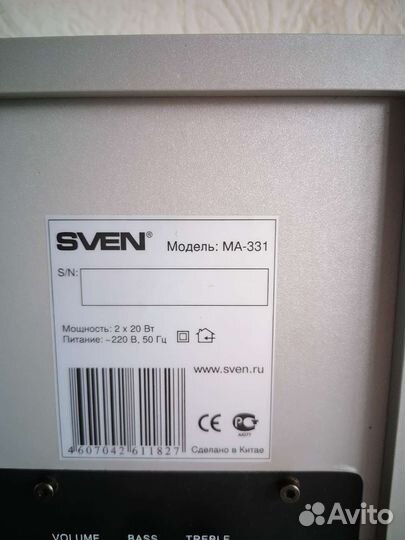 SVEN®
Модель: MA-331
S/N:
Мощность: 2 x 20 Вт
Питание: ~220 В, 50 Гц
www.sven.ru
4607042611827
CE
Сделано в Китае
VOLUME BASS TREBLE
Avito